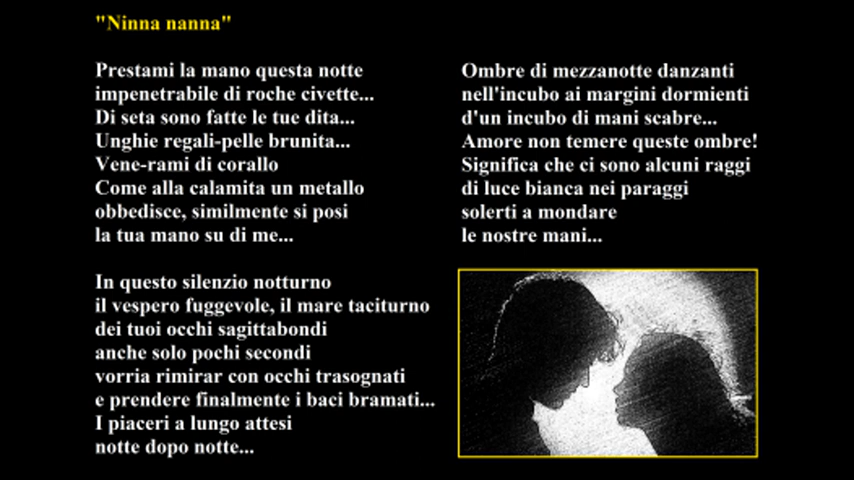 "Ninna nanna"
Prestami la mano questa notte
impenetrabile di roche civette...
Di seta sono fatte le tue dita...
Unghie regali-pelle brunita...
Vene-rami di corallo
Come alla calamita un metallo
obbedisce, similmente si posi
la tua mano su di me...
In questo silenzio notturno
il vespero fuggevole, il mare taciturno
dei tuoi occhi sagittabondi
anche solo pochi secondi
vorria rimirar con occhi trasognati
e prendere finalmente i baci bramati...
I piaceri a lungo attesi
notte dopo notte...
Ombre di mezzanotte danzanti
nell'incubo ai margini dormienti
d'un incubo di mani scabre...
Amore non temere queste ombre!
Significa che ci sono alcuni raggi
di luce bianca nei paraggi
solerti a mondare
le nostre mani...